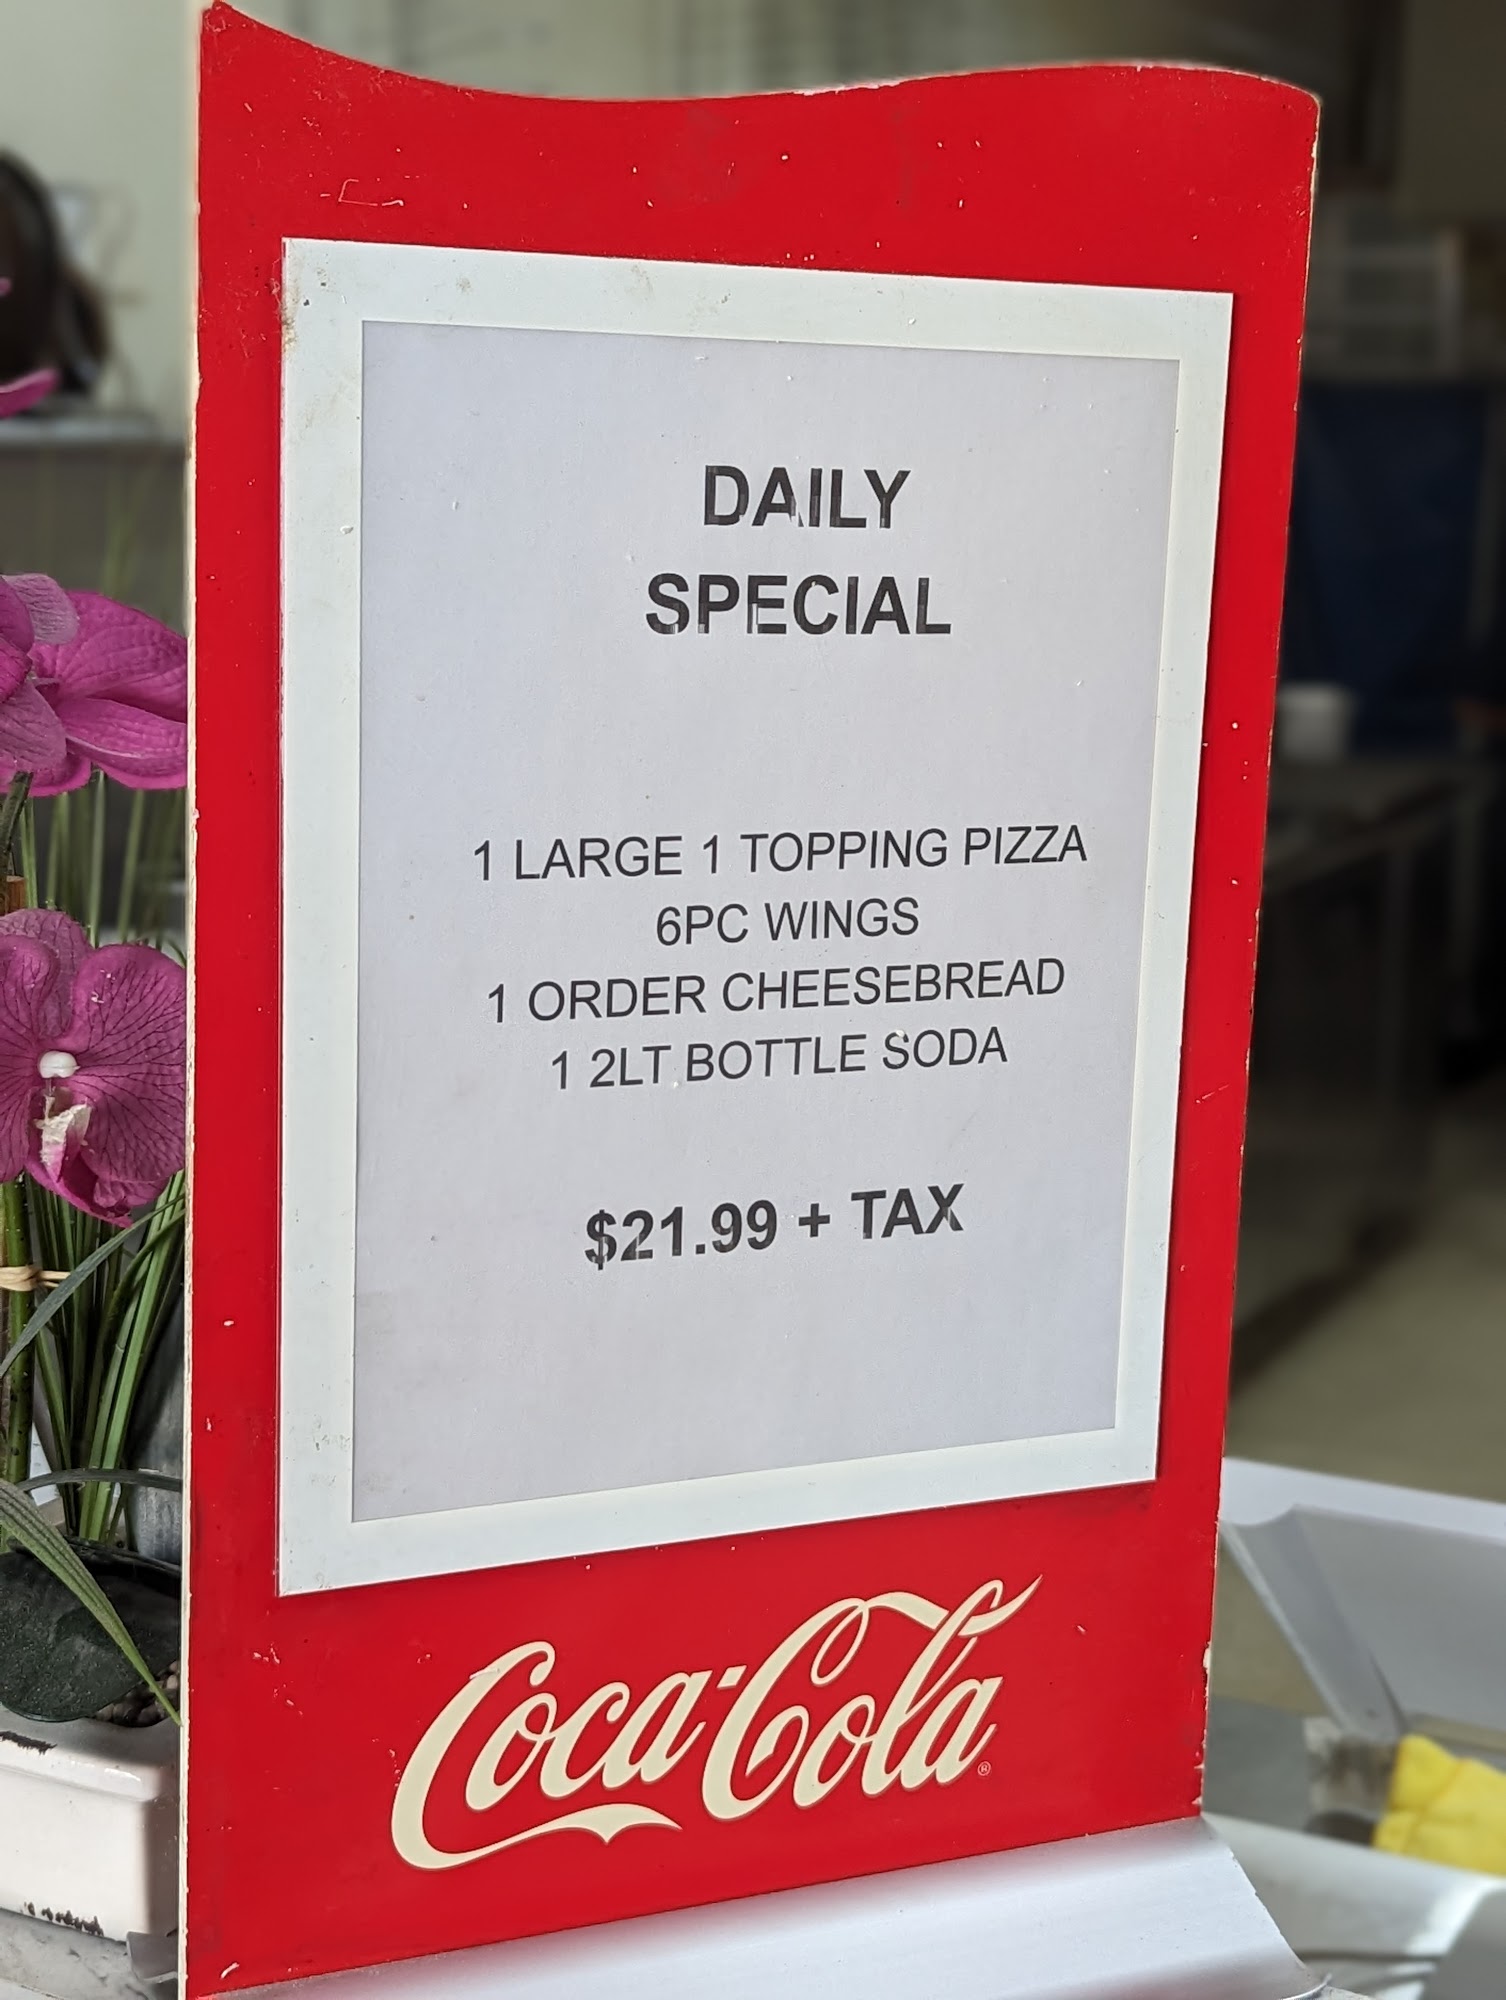 DAILY
SPECIAL
1 LARGE 1 TOPPING PIZZA
6PC WINGS
1 ORDER CHEESEBREAD
1 2LT BOTTLE SODA
$21.99 + TAX
Coca-Cola®